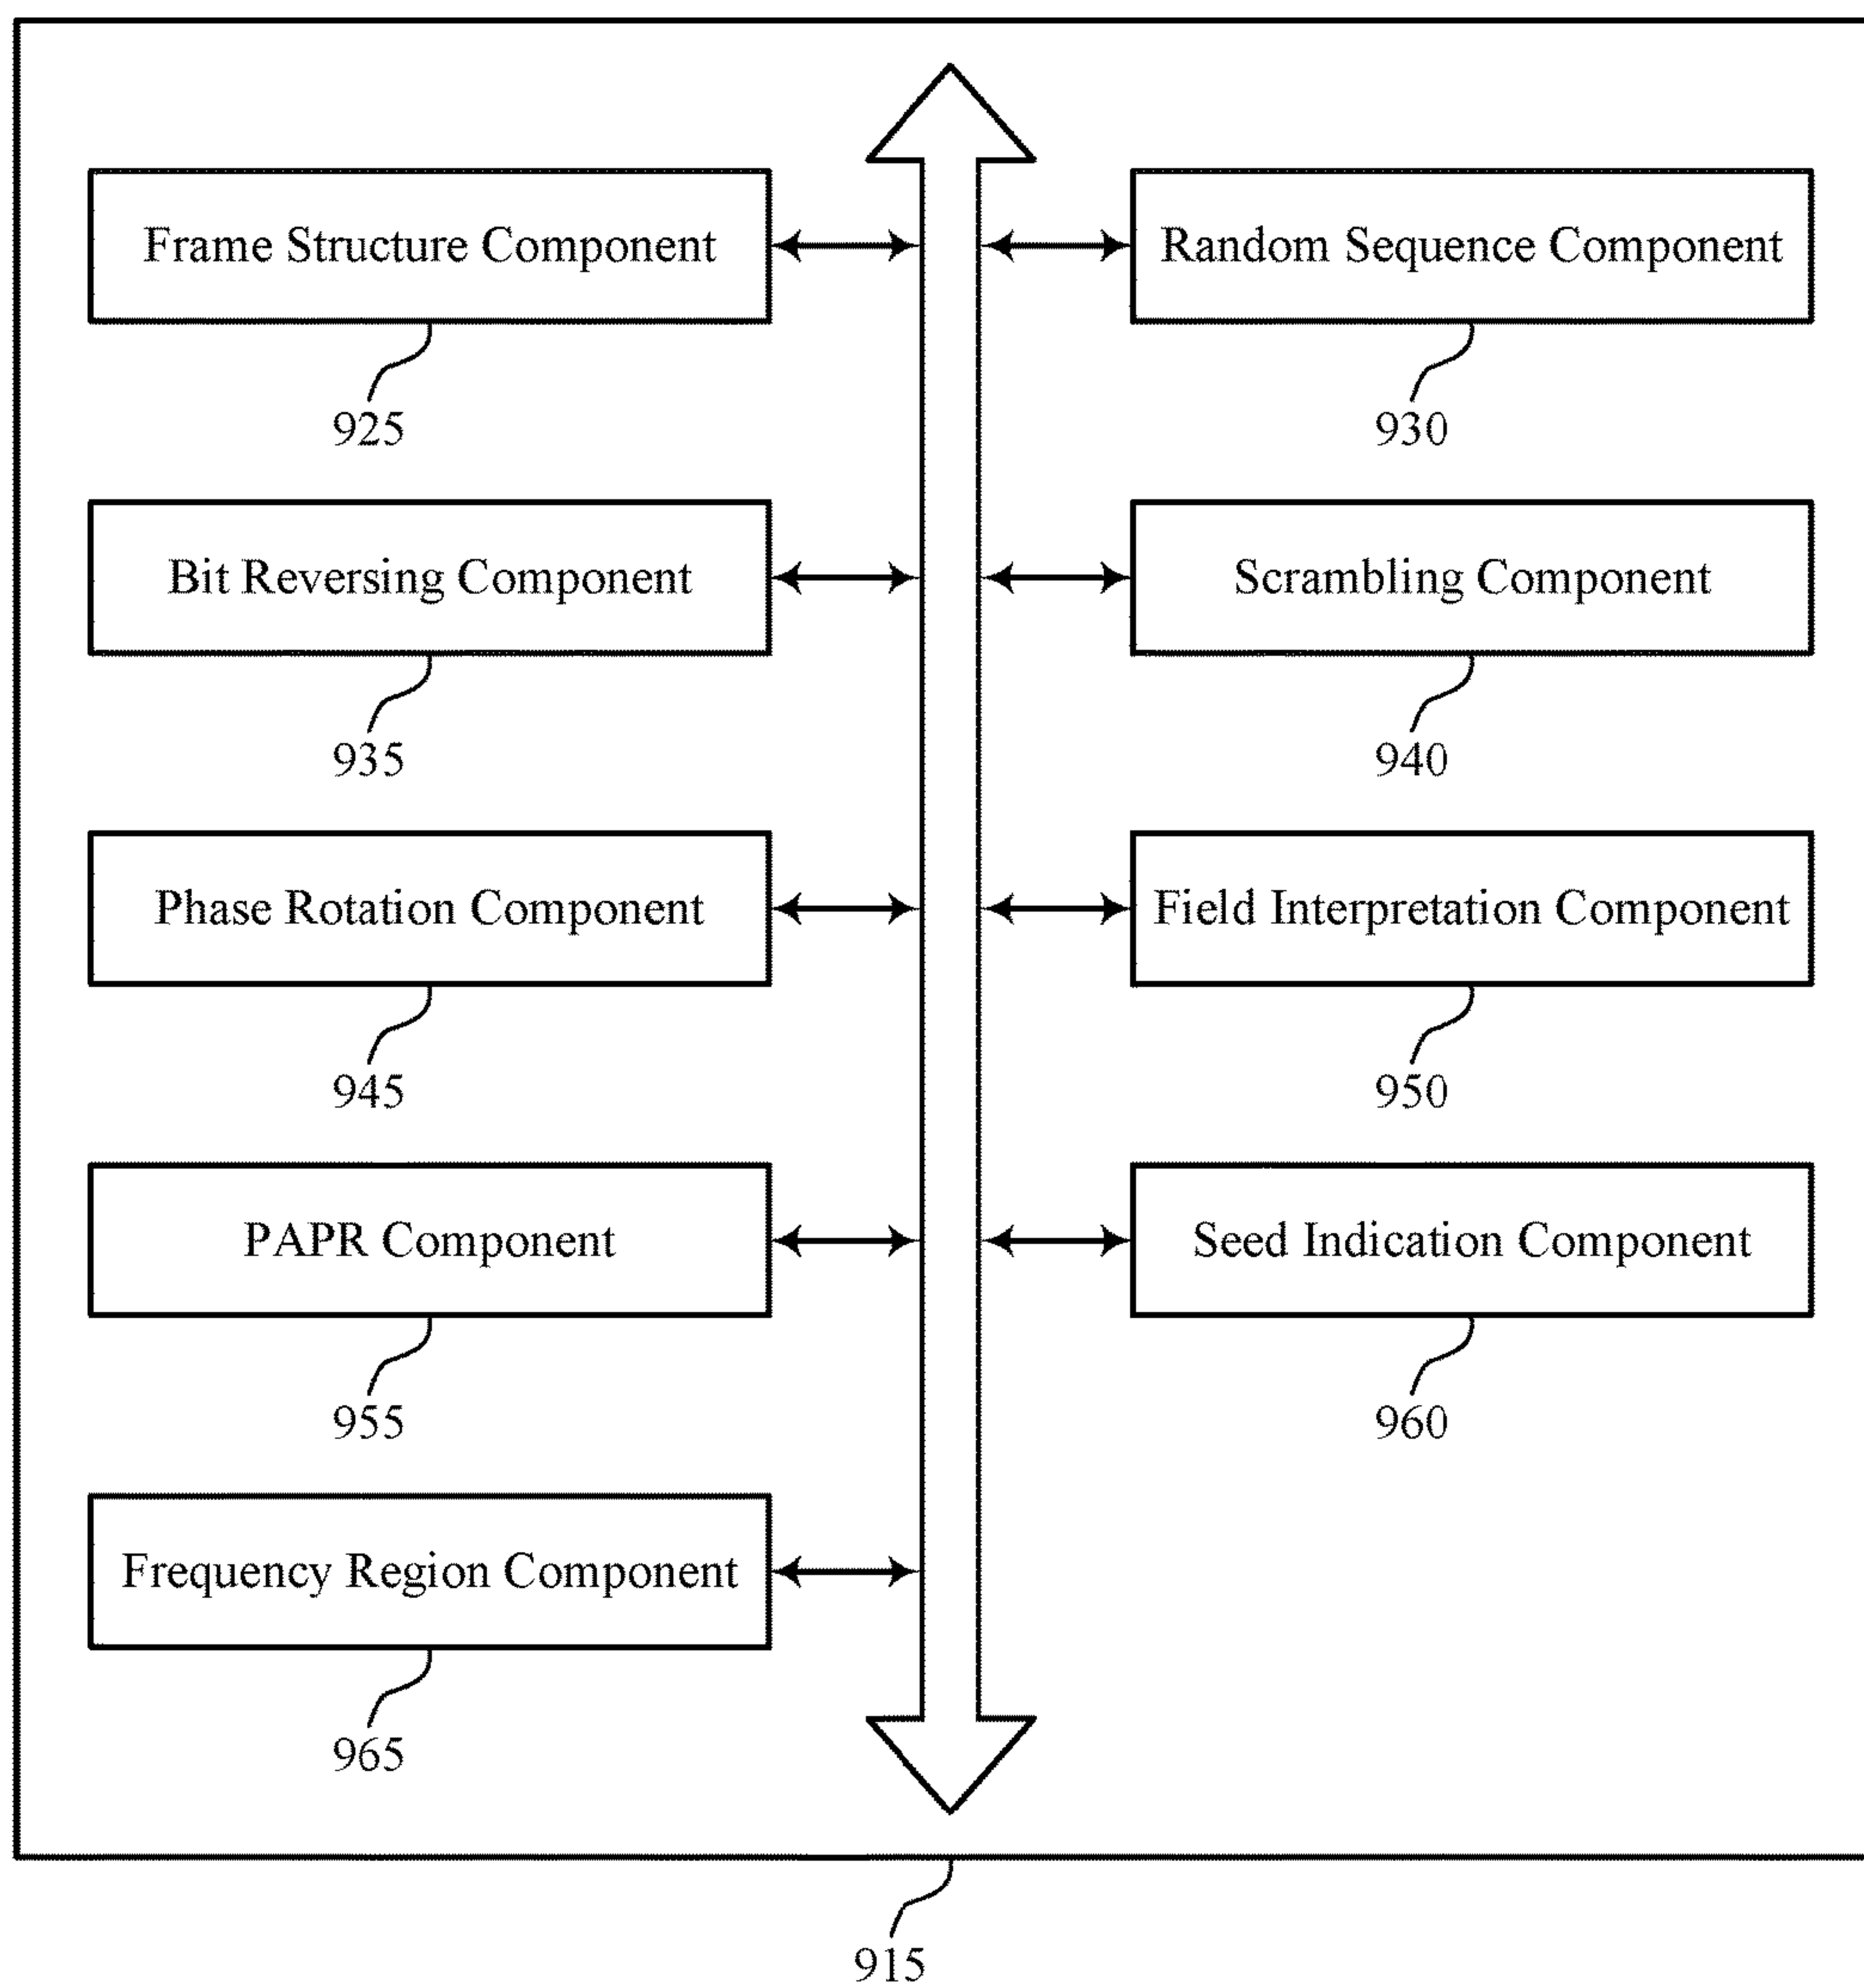 Frame Structure Component
Random Sequence Component
925
930
Bit Reversing Component
Scrambling Component
935
940
Phase Rotation Component
Field Interpretation Component
945
950
PAPR Component
Seed Indication Component
955
960
Frequency Region Component
965
915